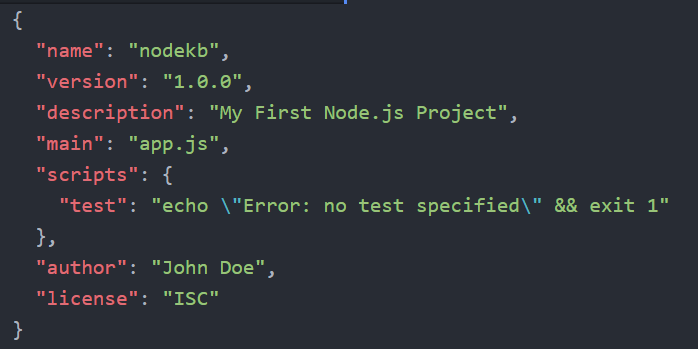 {
  "name": "nodekb",
  "version": "1.0.0",
  "description": "My First Node.js Project",
  "main": "app.js",
  "scripts": {
    "test": "echo \"Error: no test specified\" && exit 1"
  },
  "author": "John Doe",
  "license": "ISC"
}